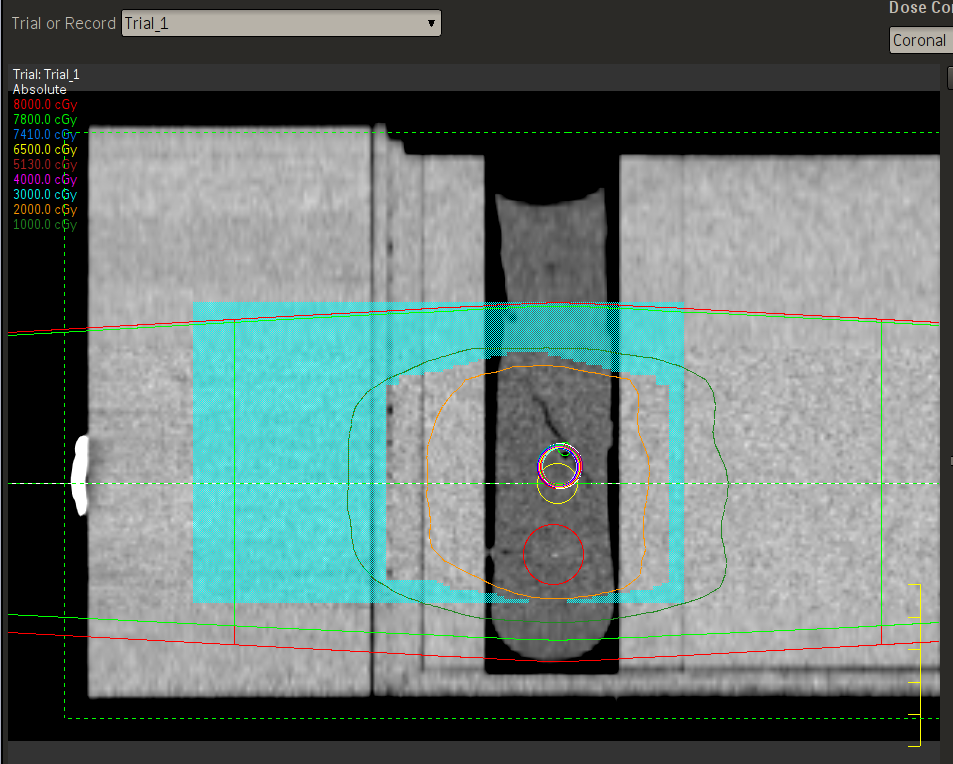 Dose Co
Trial or Record Trial_1
Coronal
Trial: Trial_1
Absolute
8000.0 cGy
7800.0 cGy
7410.0 cGy
6500.0 cGy
5130.0 cGy
4000.0 cGy
3000.0 cGy
2000.0 cGy
1000.0 cGy